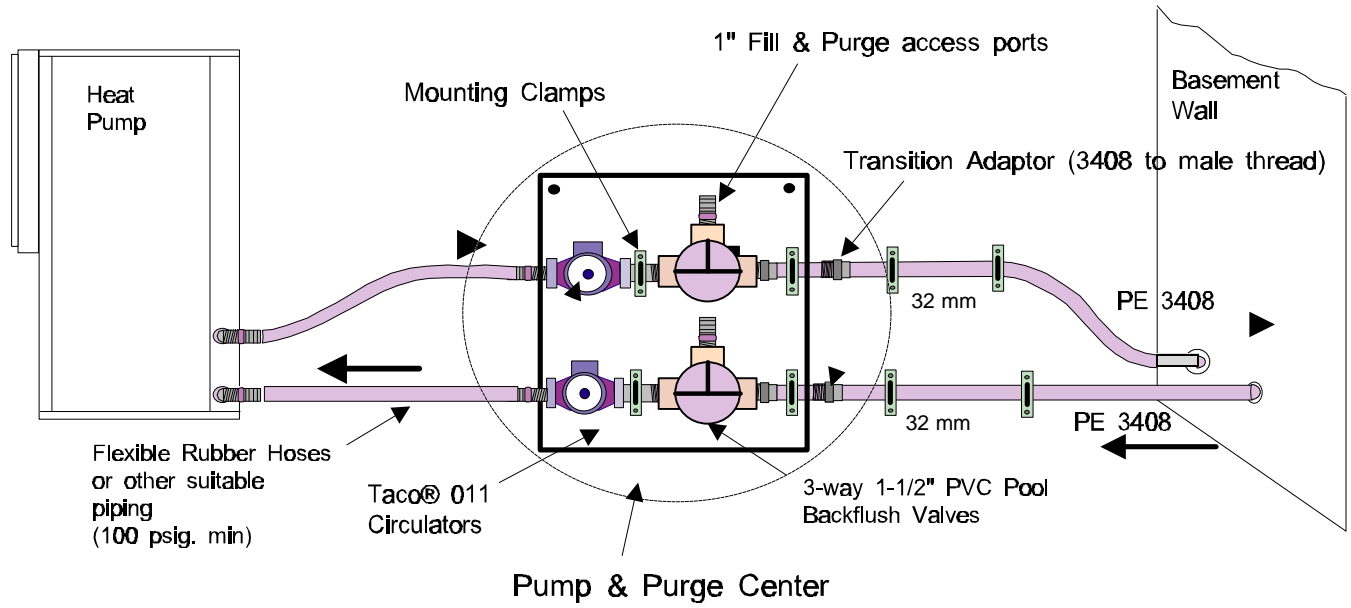 1" Fill & Purge access ports
Heat
Pump
Mounting Clamps
Basement
Wall
Transition Adaptor (3408 to male thread)
32 mm
PE 3408
32 mm
PE 3408
Flexible Rubber Hoses
or other suitable
piping
(100 psig. min)
Taco® 011
Circulators
3-way 1-1/2" PVC Pool
Backflush Valves
Pump & Purge Center